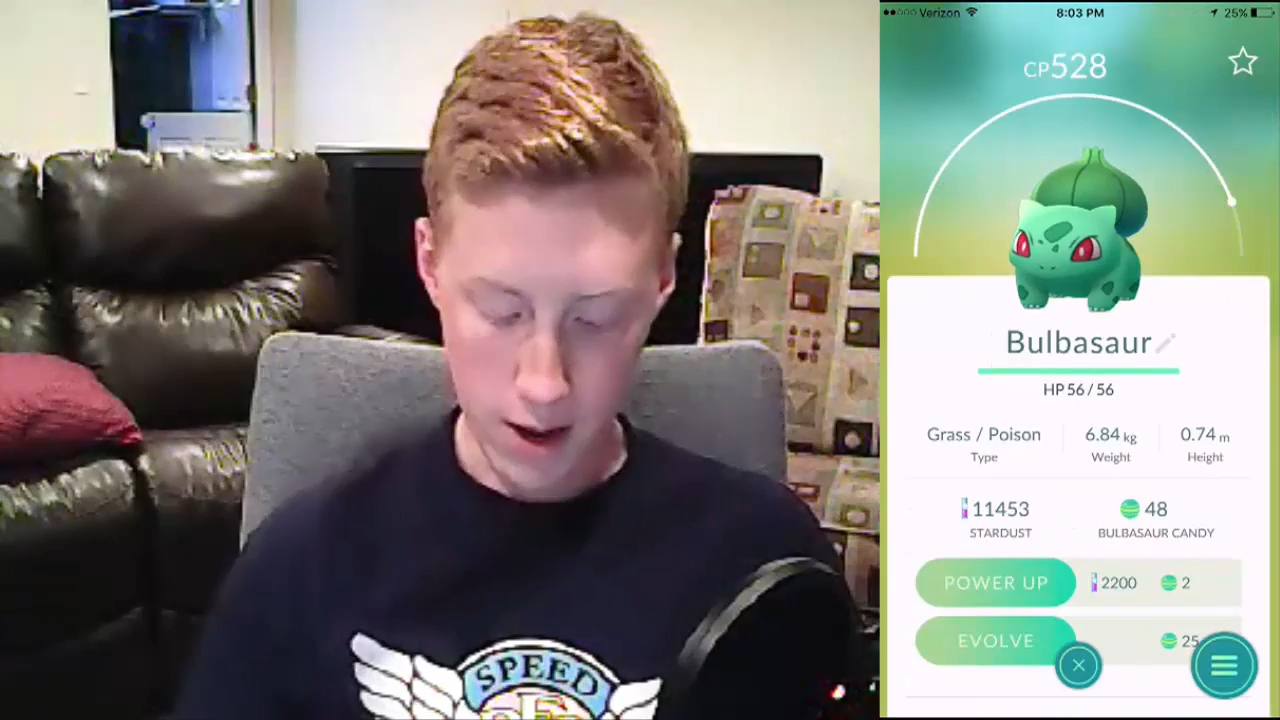 SPEED
Verizon 8:03 PM 25%
CP528
Bulbasaur
HP 56 / 56
Grass / Poison 6.84 kg 0.74 m
Type Weight Height
11453 48
STARDUST BULBASAUR CANDY
POWER UP 2200 2
EVOLVE 25